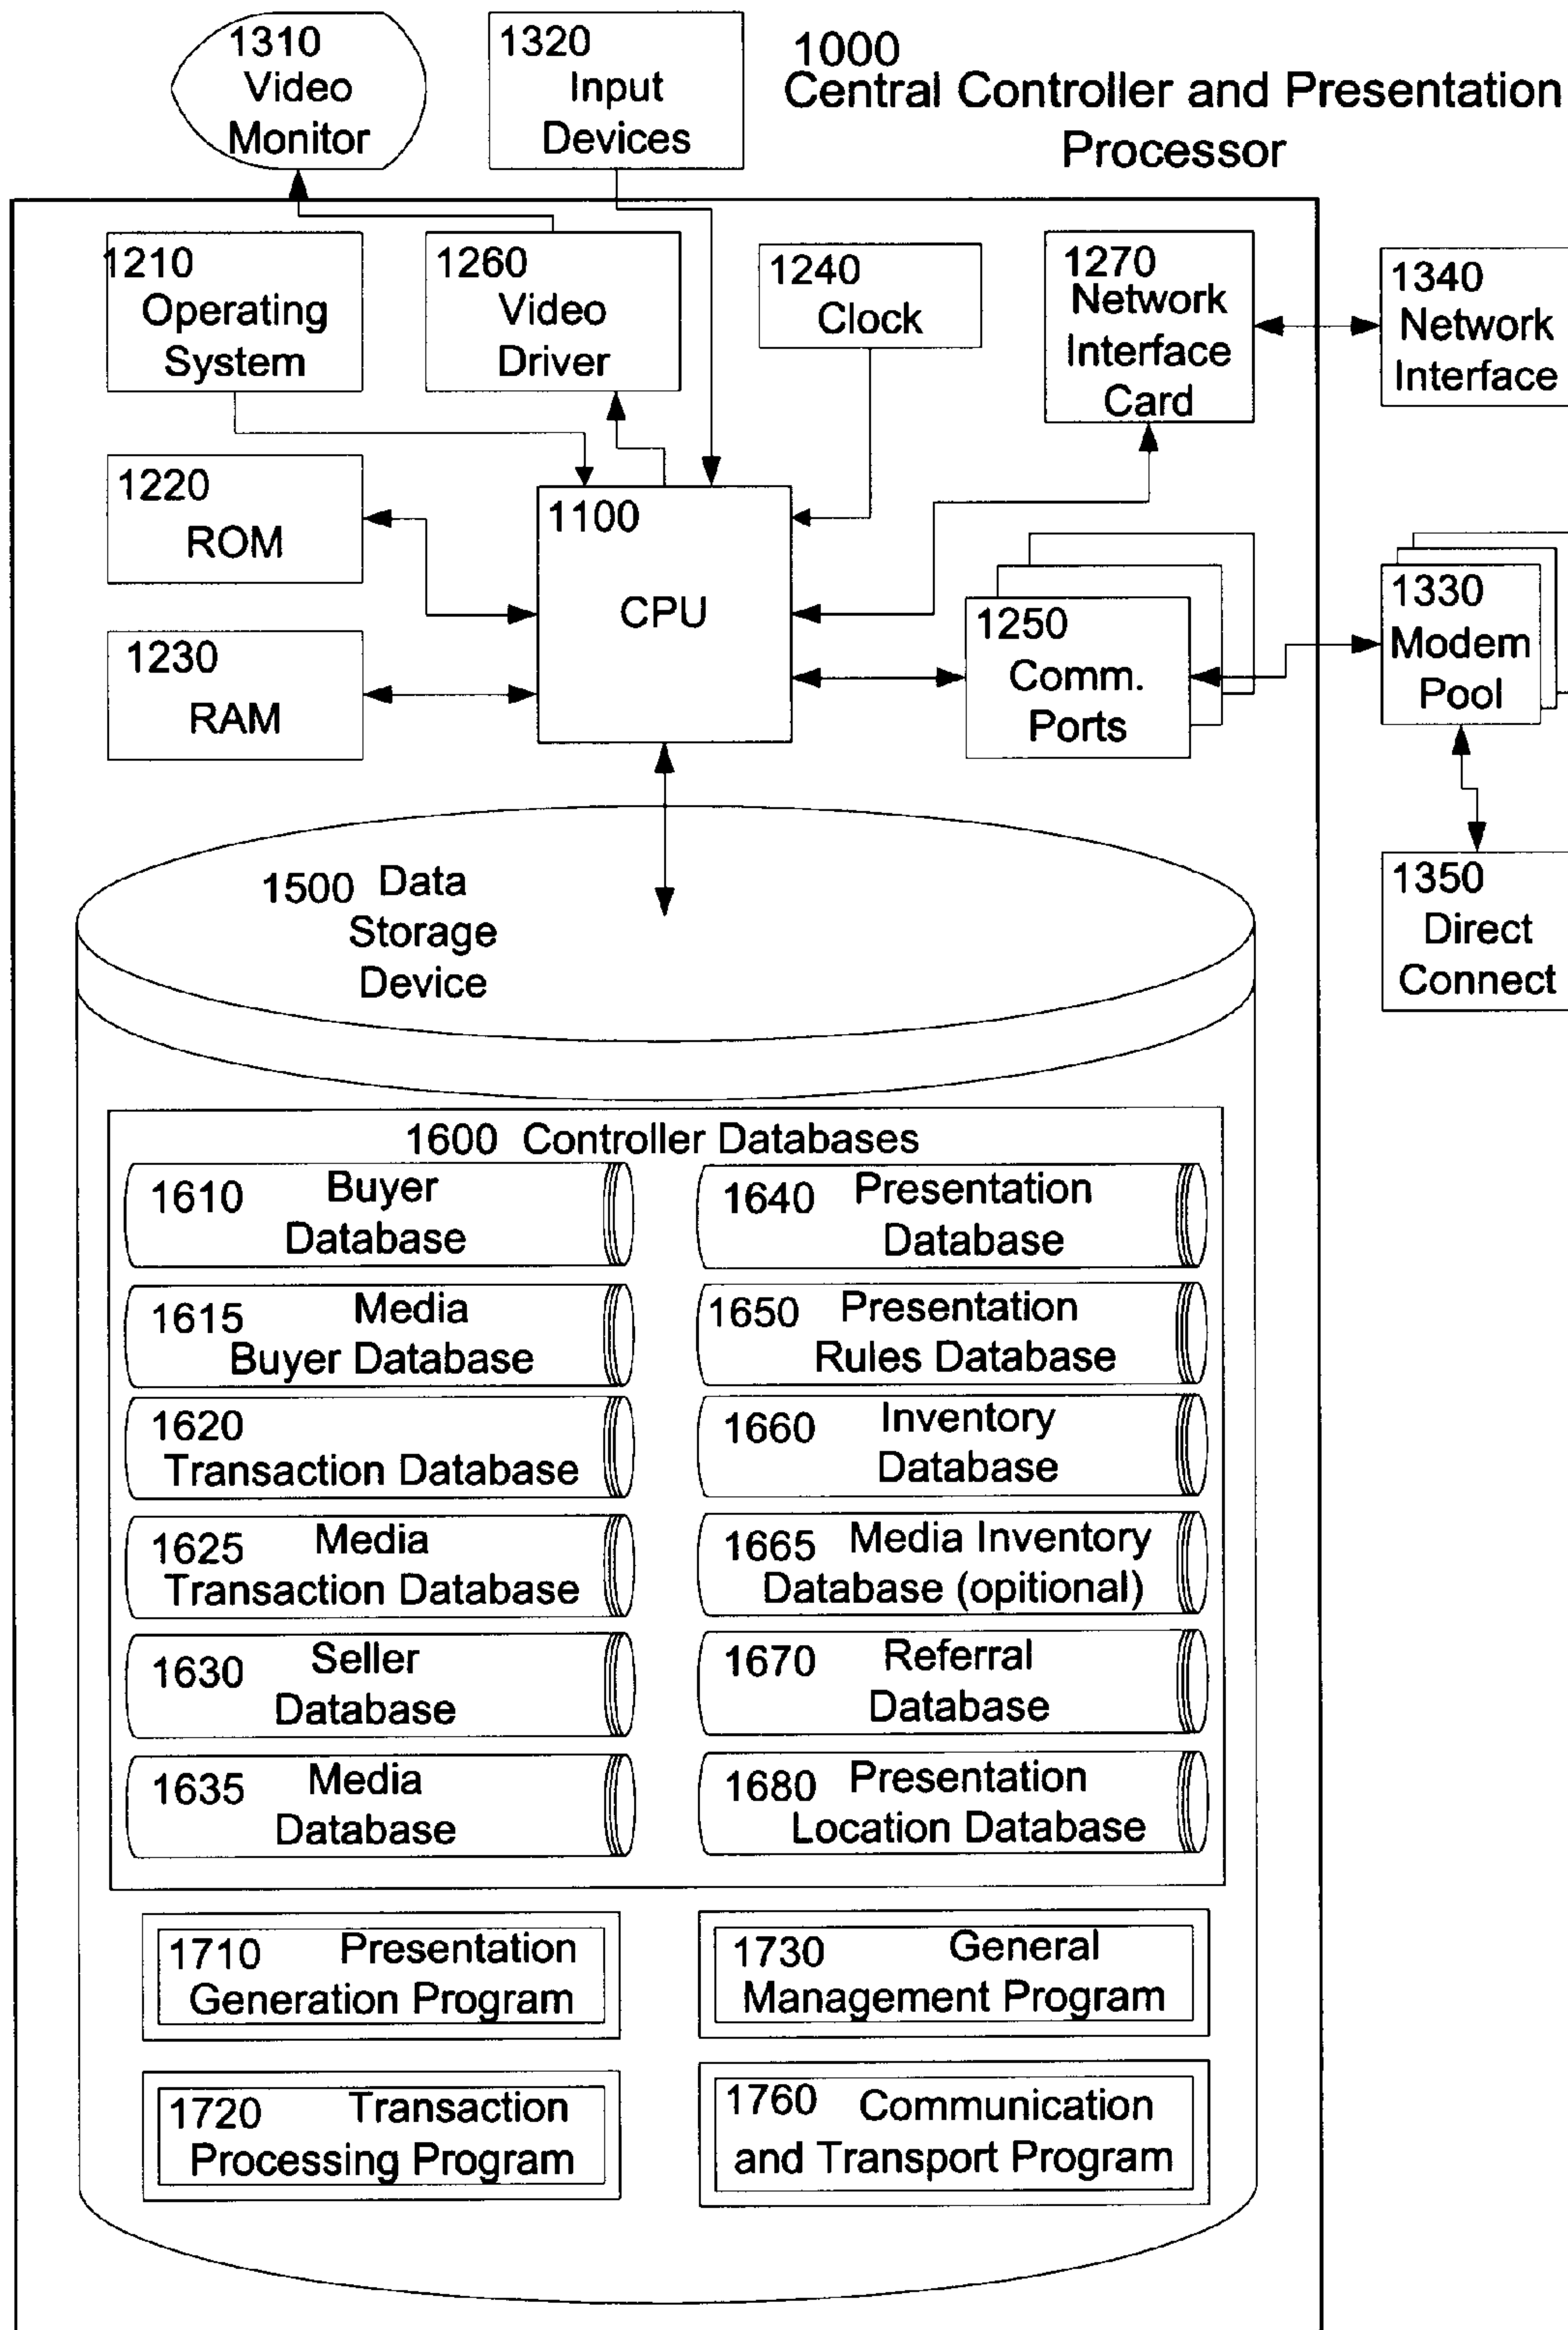 1310
Video
Monitor
1320
Input
Devices
1000
Central Controller and Presentation
Processor
1210
Operating
System
1260
Video
Driver
1240
Clock
1270
Network
Interface
Card
1340
Network
Interface
1220
ROM
1100
CPU
1230
RAM
1250
Comm.
Ports
1330
Modem
Pool
1350
Direct
Connect
1500 Data
Storage
Device
1600 Controller Databases
1610 Buyer
Database
1640 Presentation
Database
1615 Media
Buyer Database
1650 Presentation
Rules Database
1620
Transaction Database
1660 Inventory
Database
1625 Media
Transaction Database
1665 Media Inventory
Database (opitional)
1630 Seller
Database
1670 Referral
Database
1635 Media
Database
1680 Presentation
Location Database
1710 Presentation
Generation Program
1730 General
Management Program
1720 Transaction
Processing Program
1760 Communication
and Transport Program